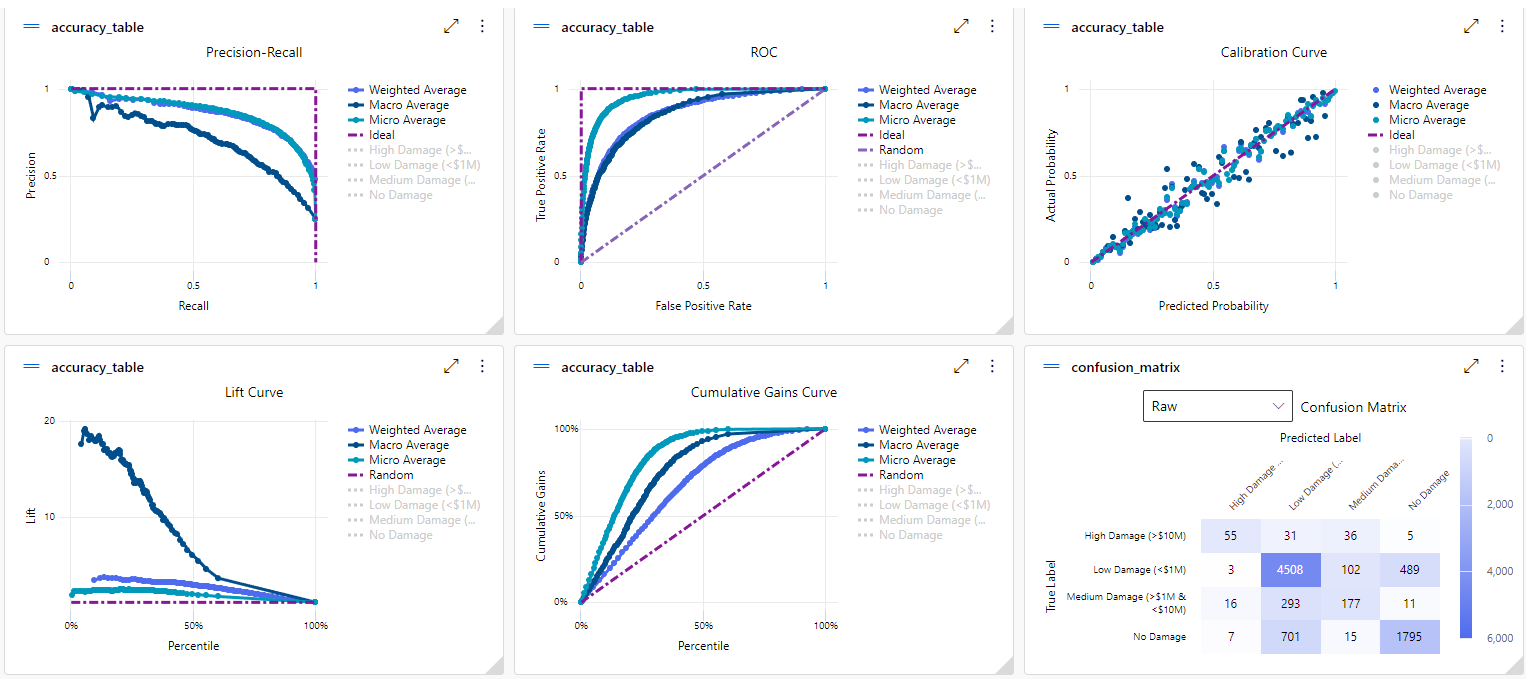 accuracy_table
Precision-Recall
Precision
1
0.5
0
0
0.5
1
Recall
Weighted Average
Macro Average
Micro Average
Ideal
High Damage (>$...
Low Damage (<$1M)
Medium Damage (...
No Damage
accuracy_table
ROC
True Positive Rate
1
0.5
0
0
0.5
1
False Positive Rate
Weighted Average
Macro Average
Micro Average
Ideal
Random
High Damage (>$...
Low Damage (<$1M)
Medium Damage (...
No Damage
accuracy_table
Calibration Curve
Actual Probability
1
0.5
0
0
0.5
1
Predicted Probability
Weighted Average
Macro Average
Micro Average
Ideal
High Damage (>$...
Low Damage (<$1M)
Medium Damage (...
No Damage
accuracy_table
Lift Curve
Lift
20
10
0%
50%
100%
Percentile
Weighted Average
Macro Average
Micro Average
Random
High Damage (>$...
Low Damage (<$1M)
Medium Damage (...
No Damage
accuracy_table
Cumulative Gains Curve
Cumulative Gains
100%
50%
0%
0%
50%
100%
Percentile
Weighted Average
Macro Average
Micro Average
Random
High Damage (>$...
Low Damage (<$1M)
Medium Damage (...
No Damage
confusion_matrix
Raw
Confusion Matrix
Predicted Label
High Damage ...
Low Damage (...
Medium Dama...
No Damage
True Label
High Damage (>$10M) 55 31 36 5
Low Damage (<$1M) 3 4508 102 489
Medium Damage (>$1M &
<$10M) 16 293 177 11
No Damage 7 701 15 1795
0
2,000
4,000
6,000